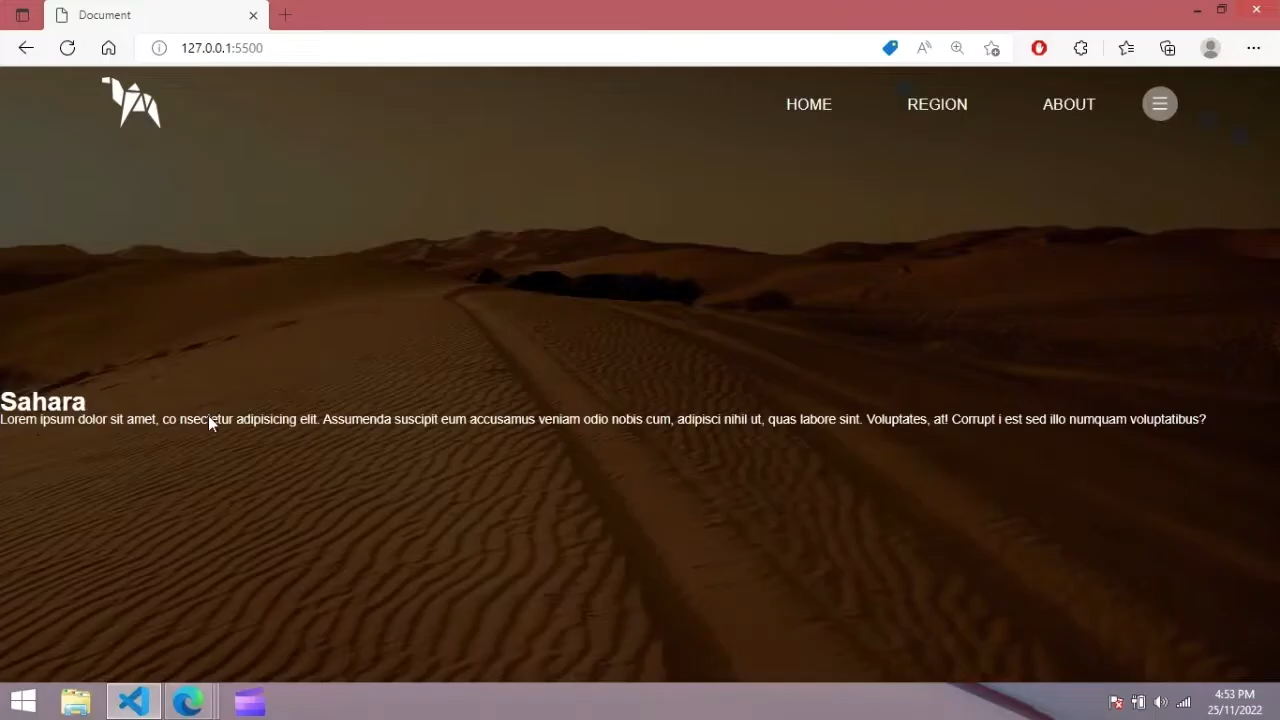 Document
127.0.0.1:5500
HOME REGION ABOUT
Sahara
Lorem ipsum dolor sit amet, co nsectetur adipisicing elit. Assumenda suscipit eum accusamus veniam odio nobis cum, adipisci nihil ut, quas labore sint. Voluptates, at! Corrupt i est sed illo numquam voluptatibus?
4:53 PM
25/11/2022